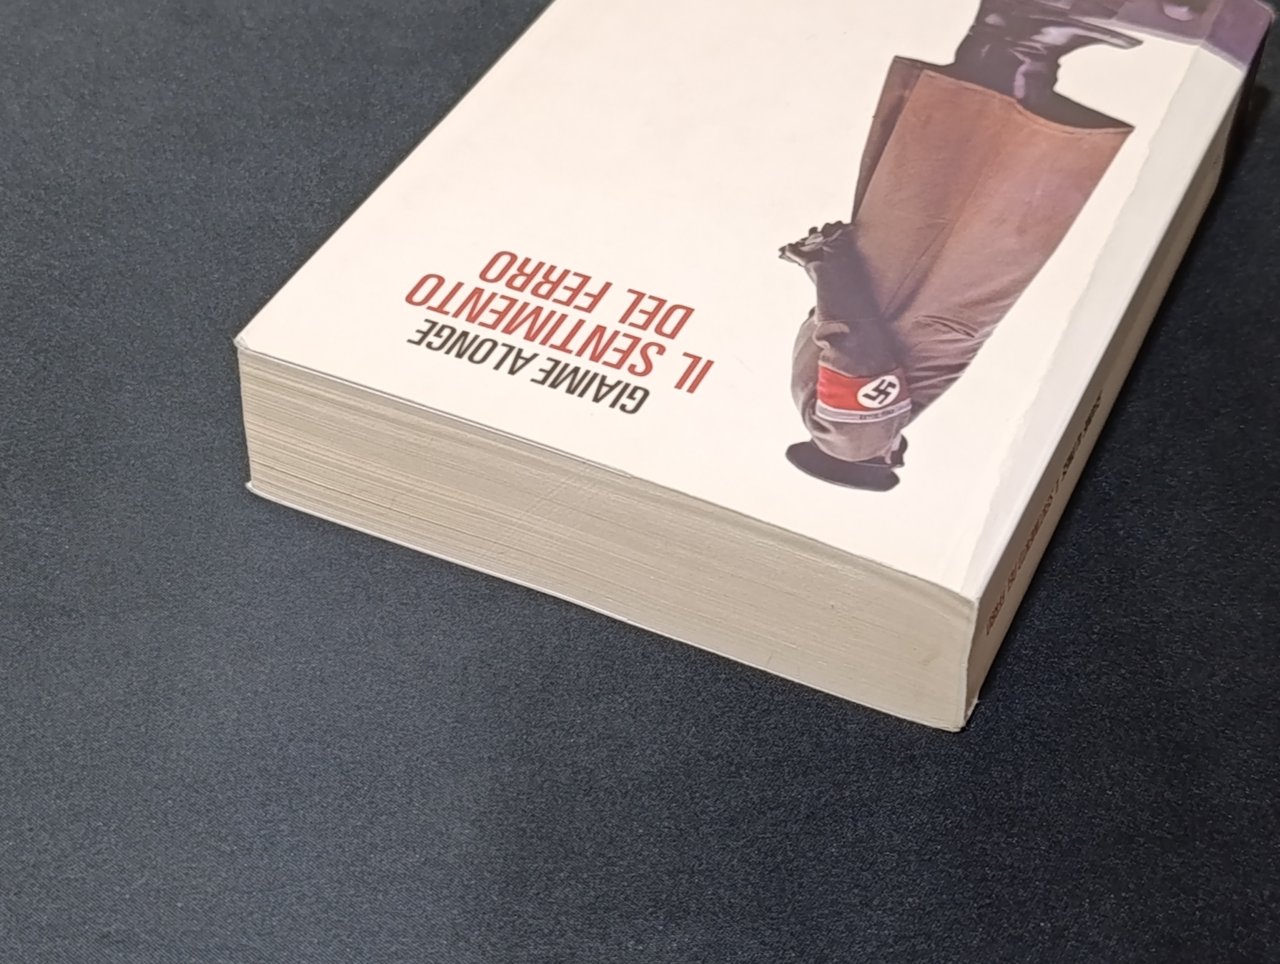 GIAIME ALONGE
IL SENTIMENTO
DEL FERRO